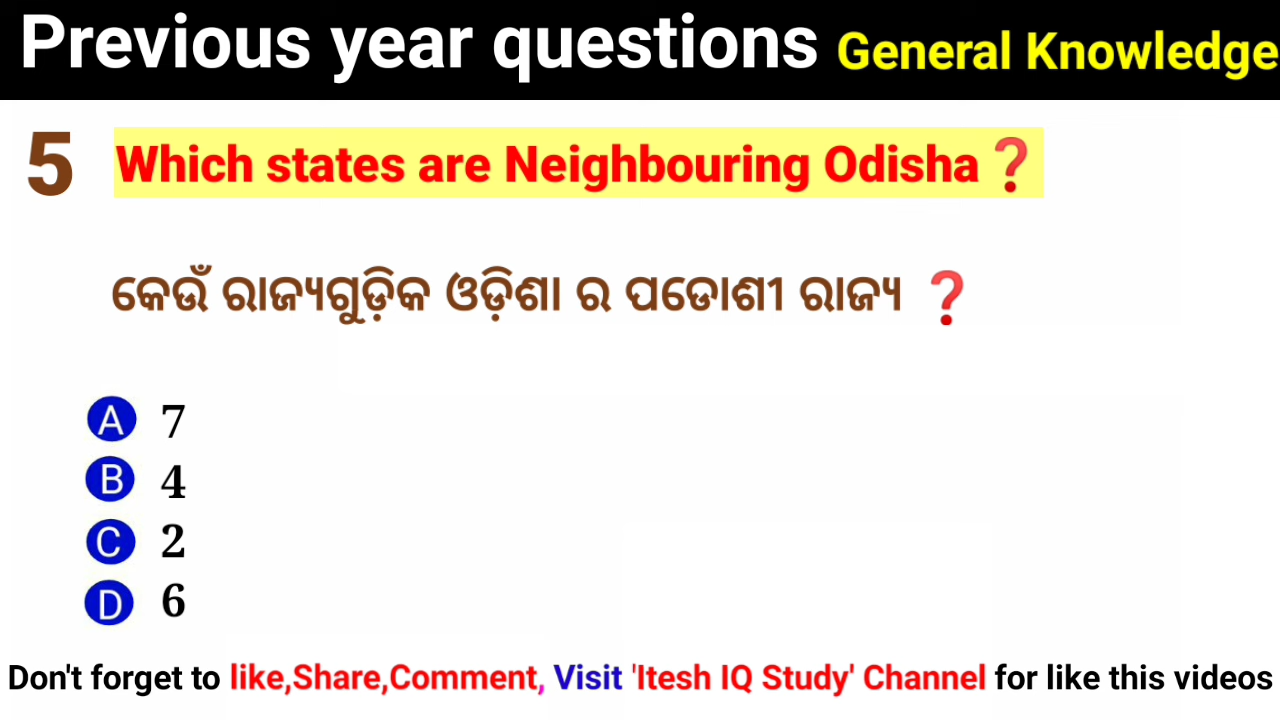 Previous year questions General Knowledge
5 Which states are Neighbouring Odisha❓
କେଉଁ ରାଜ୍ୟଗୁଡ଼ିକ ଓଡ଼ିଶା ର ପଡୋଶୀ ରାଜ୍ୟ ❓
A 7
B 4
C 2
D 6
Don't forget to like,Share,Comment, Visit 'Itesh IQ Study' Channel for like this videos